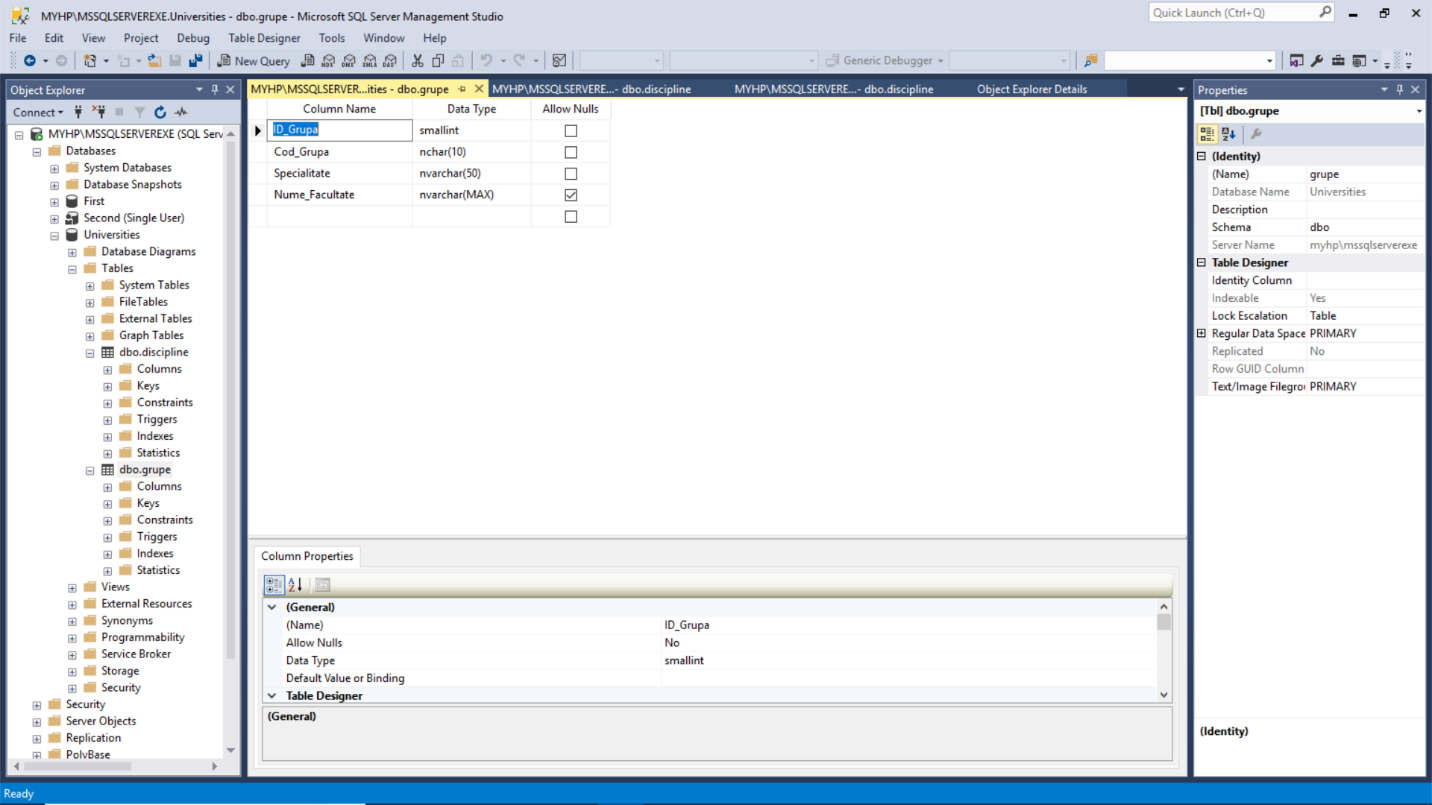 MYHP\MSSQLSERVEREXE.Universities - dbo.grupe - Microsoft SQL Server Management Studio
Quick Launch (Ctrl+Q)
File Edit View Project Debug Table Designer Tools Window Help
New Query MDX DMX XMLA DAX Generic Debugger
Object Explorer
Connect
MYHP\MSSQLSERVEREXE (SQL Serv
Databases
System Databases
Database Snapshots
First
Second (Single User)
Universities
Database Diagrams
Tables
System Tables
FileTables
External Tables
Graph Tables
dbo.discipline
Columns
Keys
Constraints
Triggers
Indexes
Statistics
dbo.grupe
Columns
Keys
Constraints
Triggers
Indexes
Statistics
Views
External Resources
Synonyms
Programmability
Service Broker
Storage
Security
Security
Server Objects
Replication
PolyBase
MYHP\MSSQLSERVER...ities - dbo.grupe MYHP\MSSQLSERVERE...- dbo.discipline MYHP\MSSQLSERVERE...- dbo.discipline Object Explorer Details
Column Name Data Type Allow Nulls
ID_Grupa smallint
Cod_Grupa nchar(10)
Specialitate nvarchar(50)
Nume_Facultate nvarchar(MAX)
Column Properties
(General)
(Name) ID_Grupa
Allow Nulls No
Data Type smallint
Default Value or Binding
Table Designer
(General)
Properties
[Tbl] dbo.grupe
(Identity)
(Name) grupe
Database Name Universities
Description
Schema dbo
Server Name myhp\mssqlserverexe
Table Designer
Identity Column
Indexable Yes
Lock Escalation Table
Regular Data Space PRIMARY
Replicated No
Row GUID Column
Text/Image Filegrou PRIMARY
(Identity)
Ready